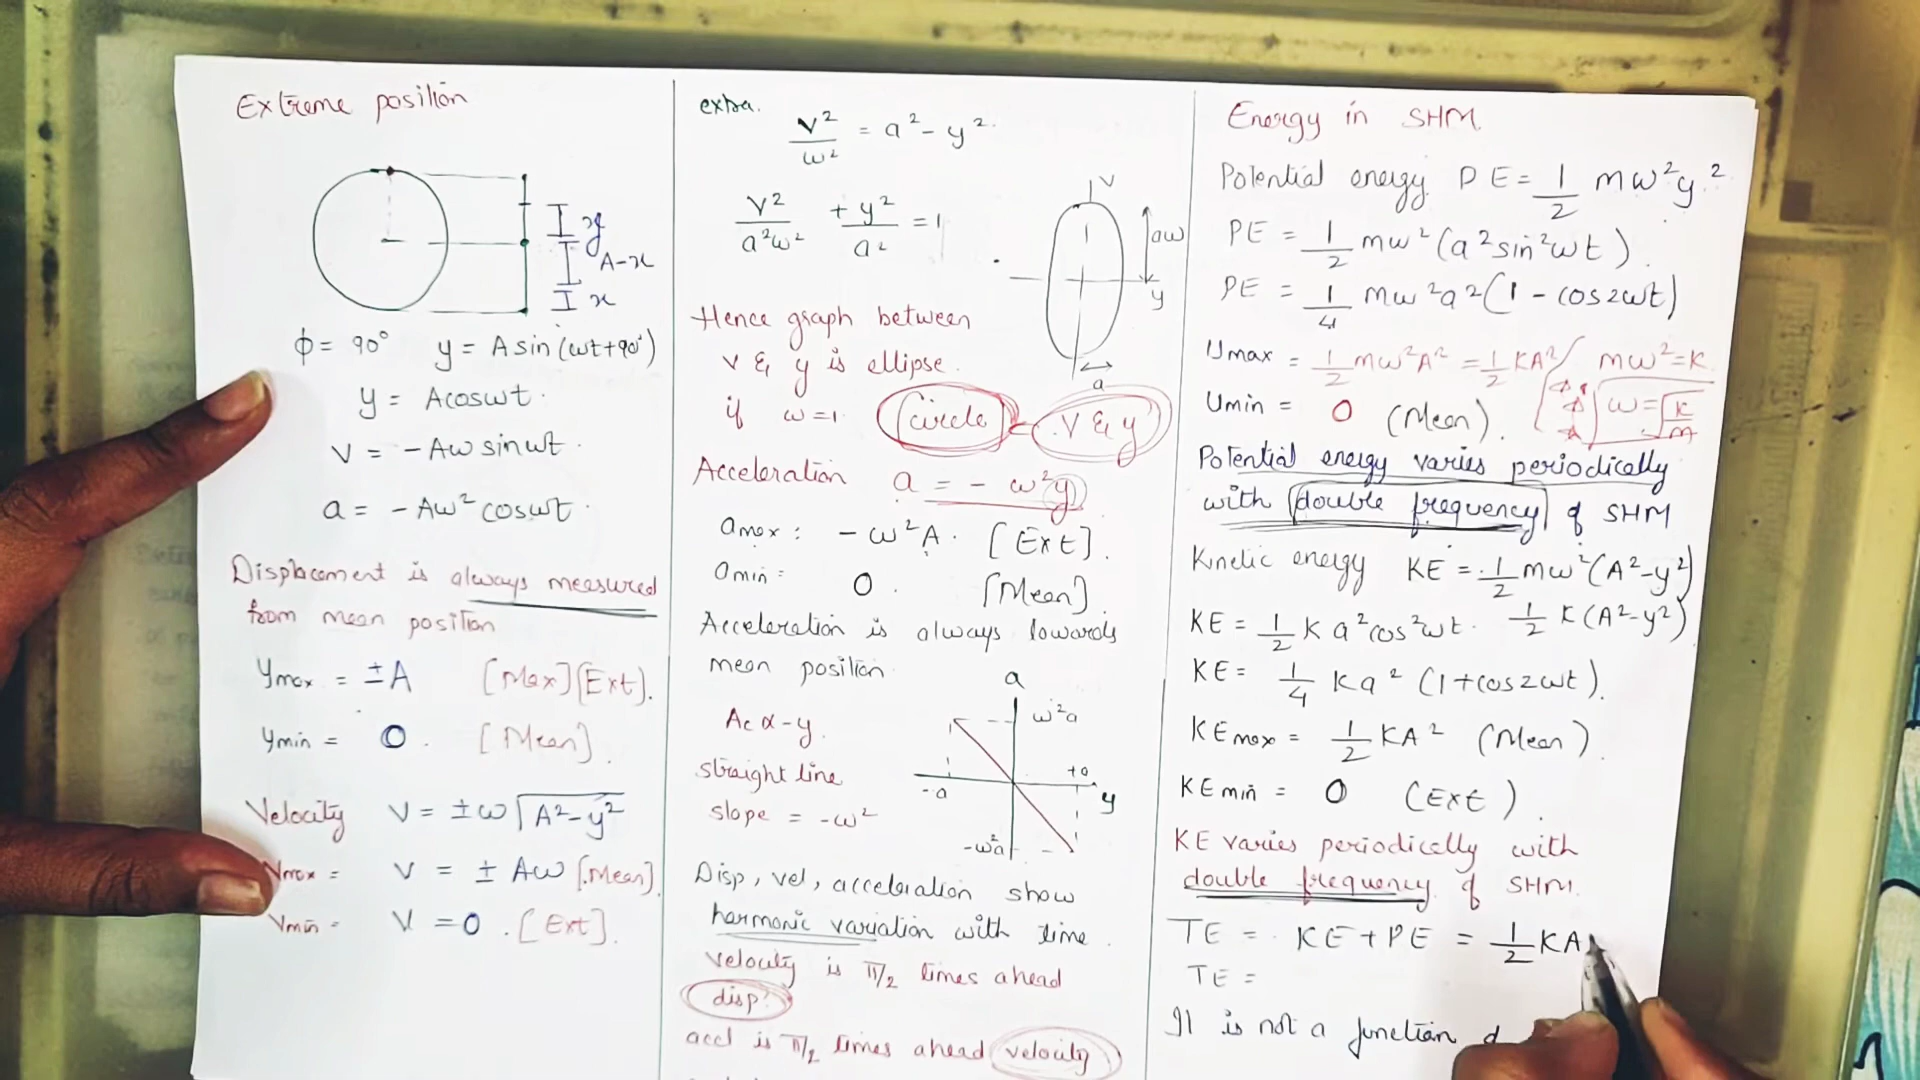 Extreme position
y
A-x
x
ϕ = 90° y = A sin (ωt+90°)
y = Acosωt.
v = -Aω sinωt.
a = -Aω² cosωt.
Displacement is always measured
from mean position
ymax = ±A [Max][Ext].
ymin = 0. [Mean].
Velocity v = ±ω√A²-y²
Vmax = V = ± Aω [Mean].
Vmin = V = 0. [Ext].
extra.
v²/ω² = a² - y².
v²/a²ω² + y²/a² = 1
v
aω
y
a
Hence graph between
v & y is ellipse.
if ω=1 circle - v & y
Acceleration a = - ω²y
amax: - ω²A. [Ext].
amin = 0. [Mean].
Acceleration is always towards
mean position.
a
Ac α -y.
ω²a
straight line
-a
+a
y
slope = -ω²
-ω²a
Disp, vel, acceleration show
harmonic variation with time.
velocity is π/2 times ahead
disp.
accl is π/2 times ahead velocity
Energy in SHM.
Potential energy PE = 1/2 mω²y².
PE = 1/2 mω² (a² sin²ωt).
PE = 1/4 mω²a² (1 - cos2ωt)
Umax = 1/2 mω²A² = 1/2 KA² mω²=K.
Umin = 0 (Mean). ω=√K/m
Potential energy varies periodically
with double frequency of SHM
Kinetic energy KE = 1/2 mω²(A²-y²)
KE = 1/2 K a² cos²ωt. 1/2 K(A²-y²)
KE = 1/4 Ka² (1+cos2ωt).
KEmax = 1/2 KA² (Mean).
KEmin = 0 (Ext).
KE varies periodically with
double frequency of SHM.
TE = KE + PE = 1/2 KA
TE =
It is not a function